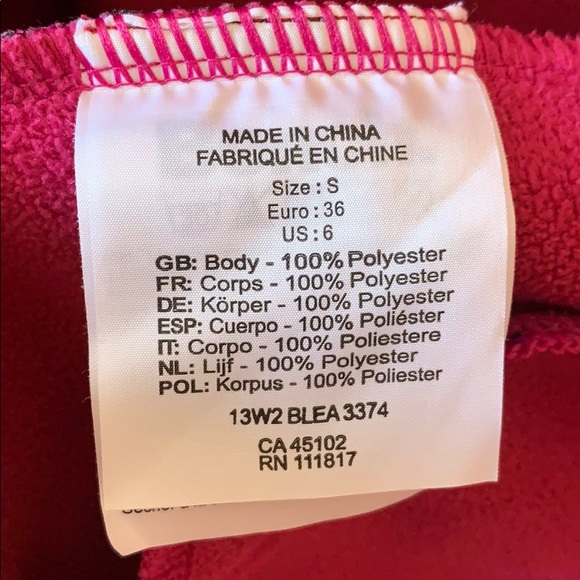 MADE IN CHINA
FABRIQUÉ EN CHINE
Size : S
Euro : 36
US : 6
GB: Body - 100% Polyester
FR: Corps - 100% Polyester
DE: Körper - 100% Polyester
ESP: Cuerpo - 100% Poliéster
IT: Corpo - 100% Poliestere
NL: Lijf - 100% Polyester
POL: Korpus - 100% Poliester
13W2 BLEA 3374
CA 45102
RN 111817